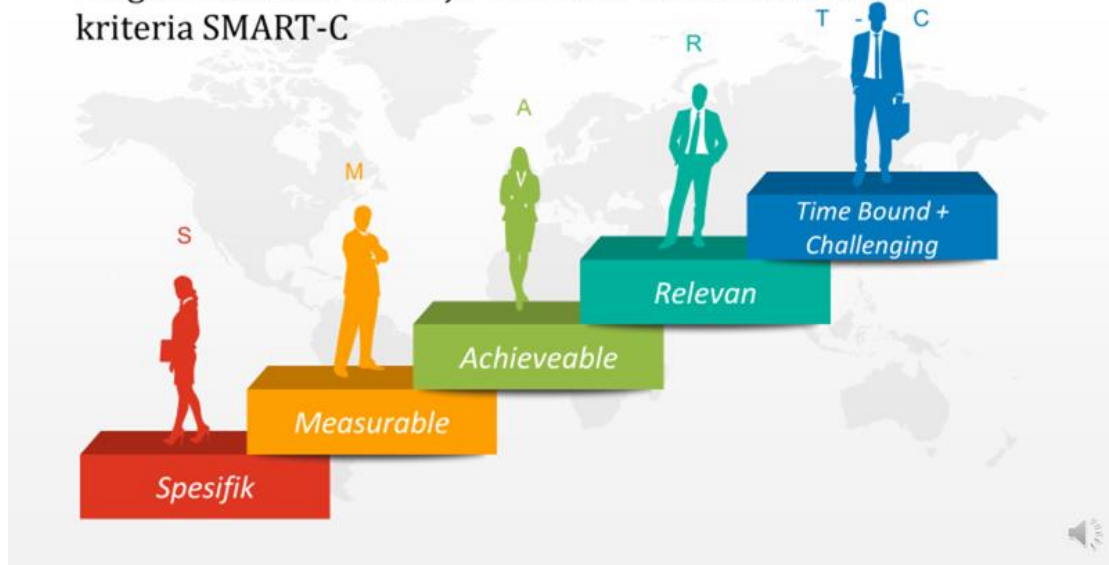 kriteria SMART-C
T - C
R
A
M
S
Time Bound +
Challenging
Relevan
Achieveable
Measurable
Spesifik